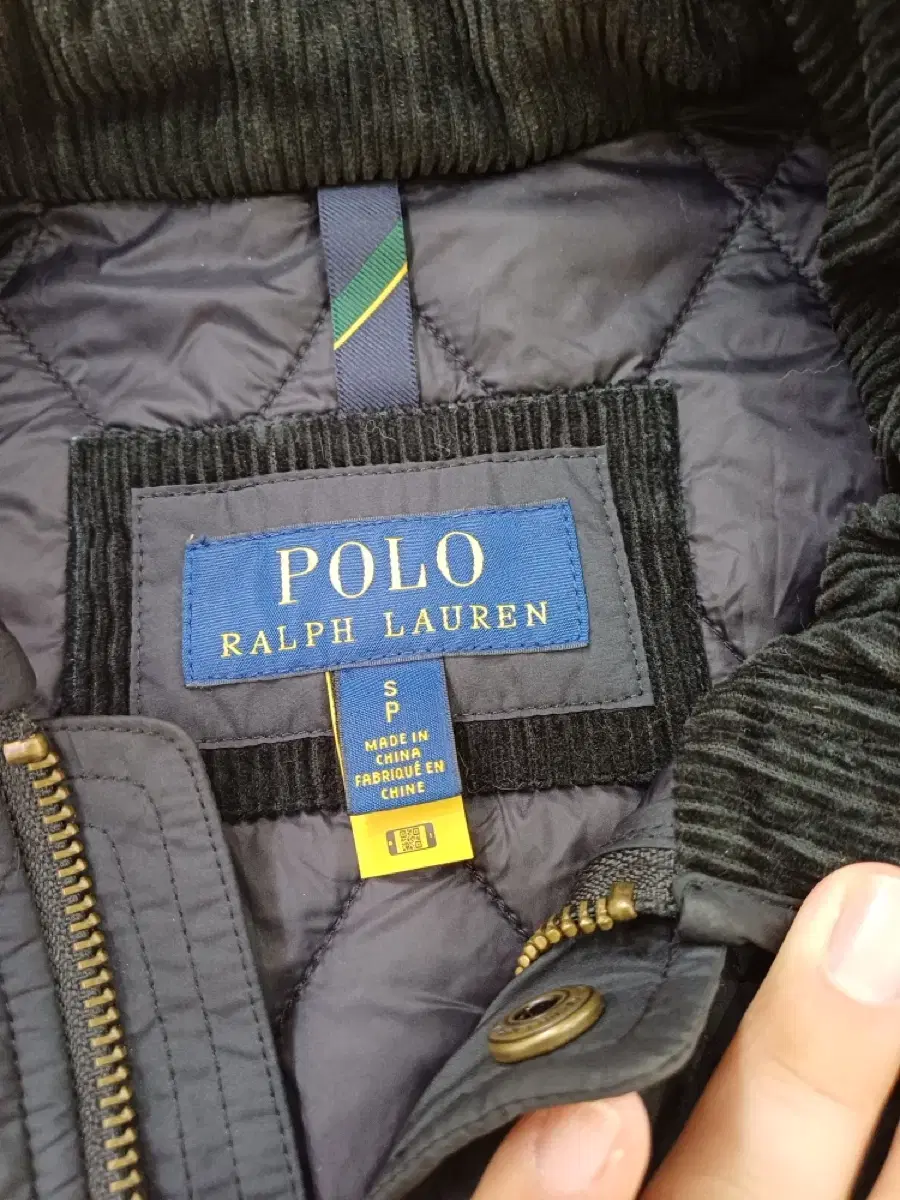 POLO
RALPH LAUREN
S
P
MADE IN
CHINA
FABRIQUÉ EN
CHINE